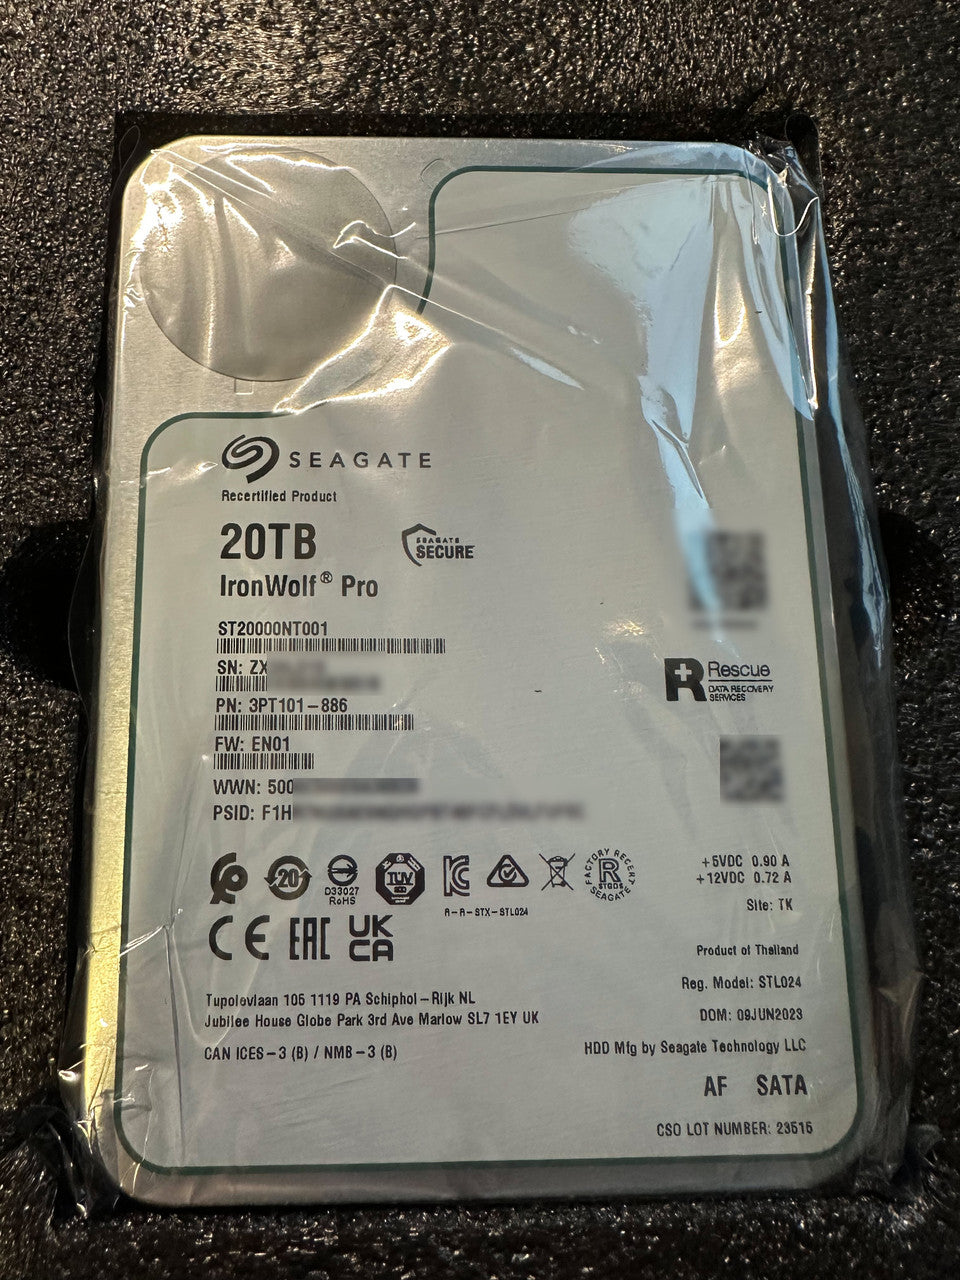 SEAGATE
Recertified Product
20TB
SEAGATE
SECURE
IronWolf® Pro
ST20000NT001
SN: ZX
Rescue
DATA RECOVERY
SERVICES
PN: 3PT101-886
FW: EN01
WWN: 500
PSID: F1H
20
D33027
RoHS
TÜV
A-A-STX-STL024
FACTORY RECERT
R
SEAGATE
+5VDC 0.90 A
+12VDC 0.72 A
Site: TK
CE EAC UK
CA
Product of Thailand
Reg. Model: STL024
Tupolevlaan 105 1119 PA Schiphol-Rijk NL
DOM: 09JUN2023
Jubilee House Globe Park 3rd Ave Marlow SL7 1EY UK
CAN ICES-3 (B) / NMB-3 (B)
HDD Mfg by Seagate Technology LLC
AF SATA
CSO LOT NUMBER: 23515